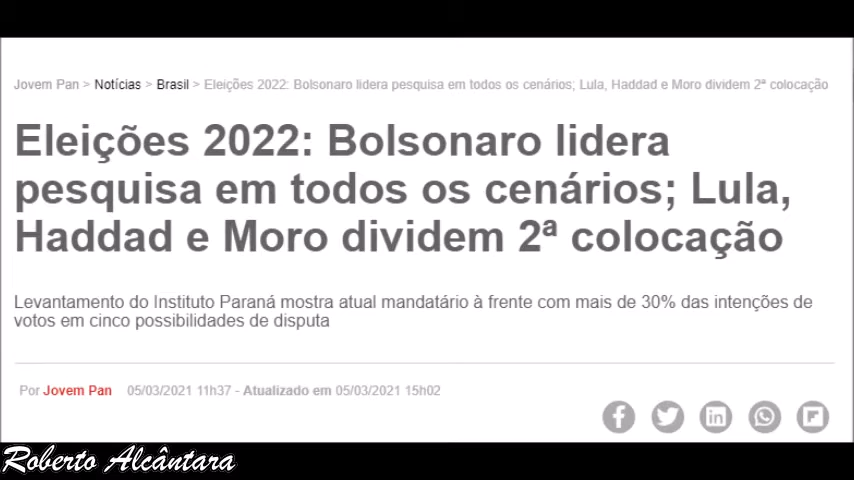 Jovem Pan > Notícias > Brasil > Eleições 2022: Bolsonaro lidera pesquisa em todos os cenários; Lula, Haddad e Moro dividem 2ª colocação
Eleições 2022: Bolsonaro lidera
pesquisa em todos os cenários; Lula,
Haddad e Moro dividem 2ª colocação
Levantamento do Instituto Paraná mostra atual mandatário à frente com mais de 30% das intenções de
votos em cinco possibilidades de disputa
Por Jovem Pan 05/03/2021 11h37 - Atualizado em 05/03/2021 15h02
Roberto Alcântara